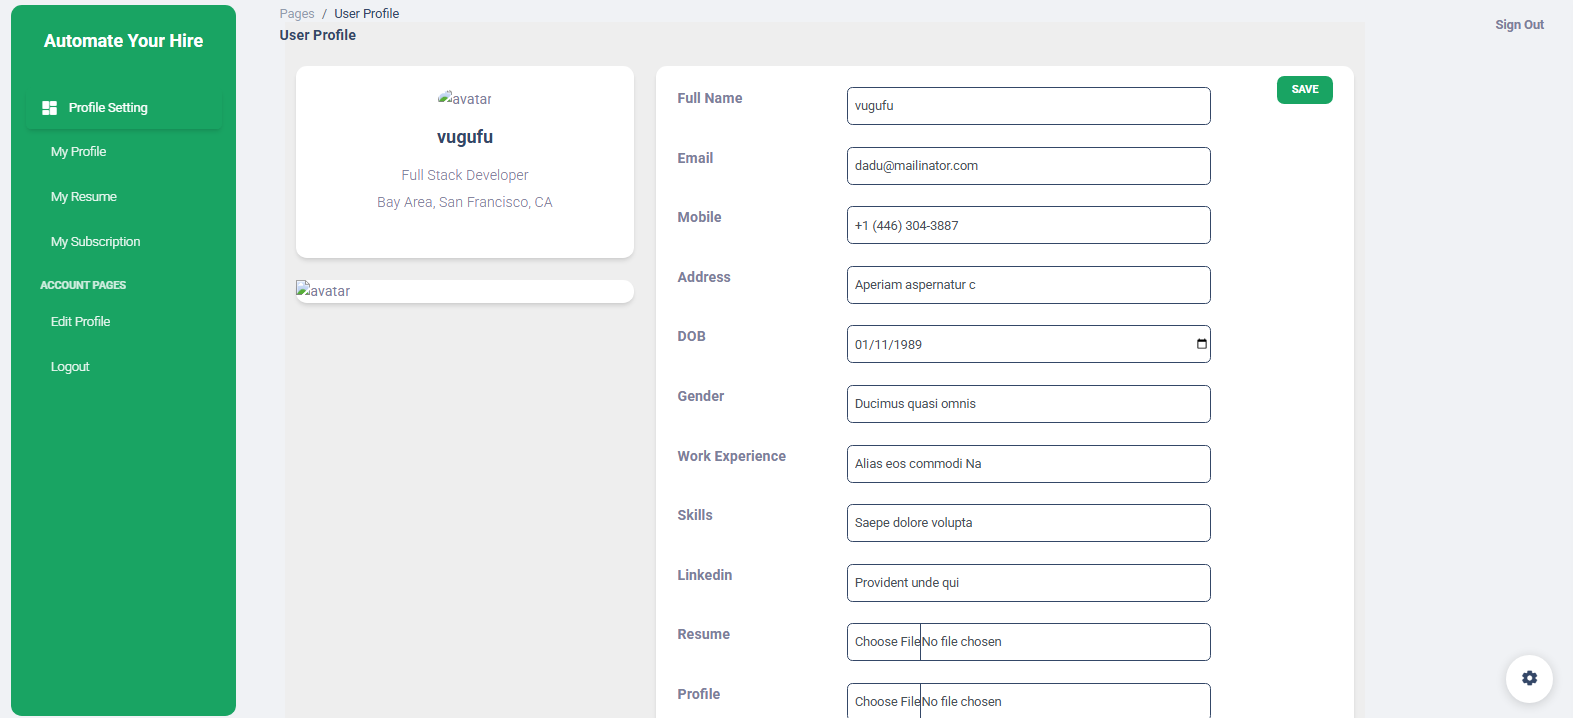 Automate Your Hire
Profile Setting
My Profile
My Resume
My Subscription
ACCOUNT PAGES
Edit Profile
Logout
Pages / User Profile
User Profile
Sign Out
avatar
vugufu
Full Stack Developer
Bay Area, San Francisco, CA
avatar
SAVE
Full Name vugufu
Email dadu@mailinator.com
Mobile +1 (446) 304-3887
Address Aperiam aspernatur c
DOB 01/11/1989
Gender Ducimus quasi omnis
Work Experience Alias eos commodi Na
Skills Saepe dolore volupta
Linkedin Provident unde qui
Resume Choose File No file chosen
Profile Choose File No file chosen